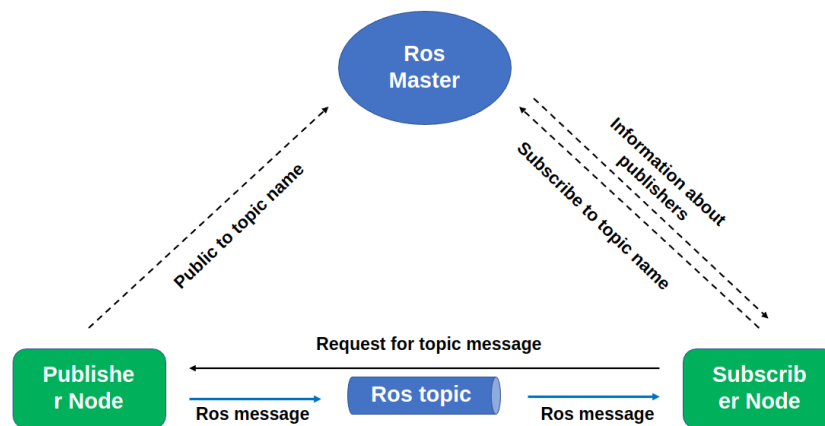 Ros
Master
Public to topic name
Information about
publishers
Subscribe to topic name
Request for topic message
Publishe
r Node
Ros message
Ros topic
Ros message
Subscrib
er Node